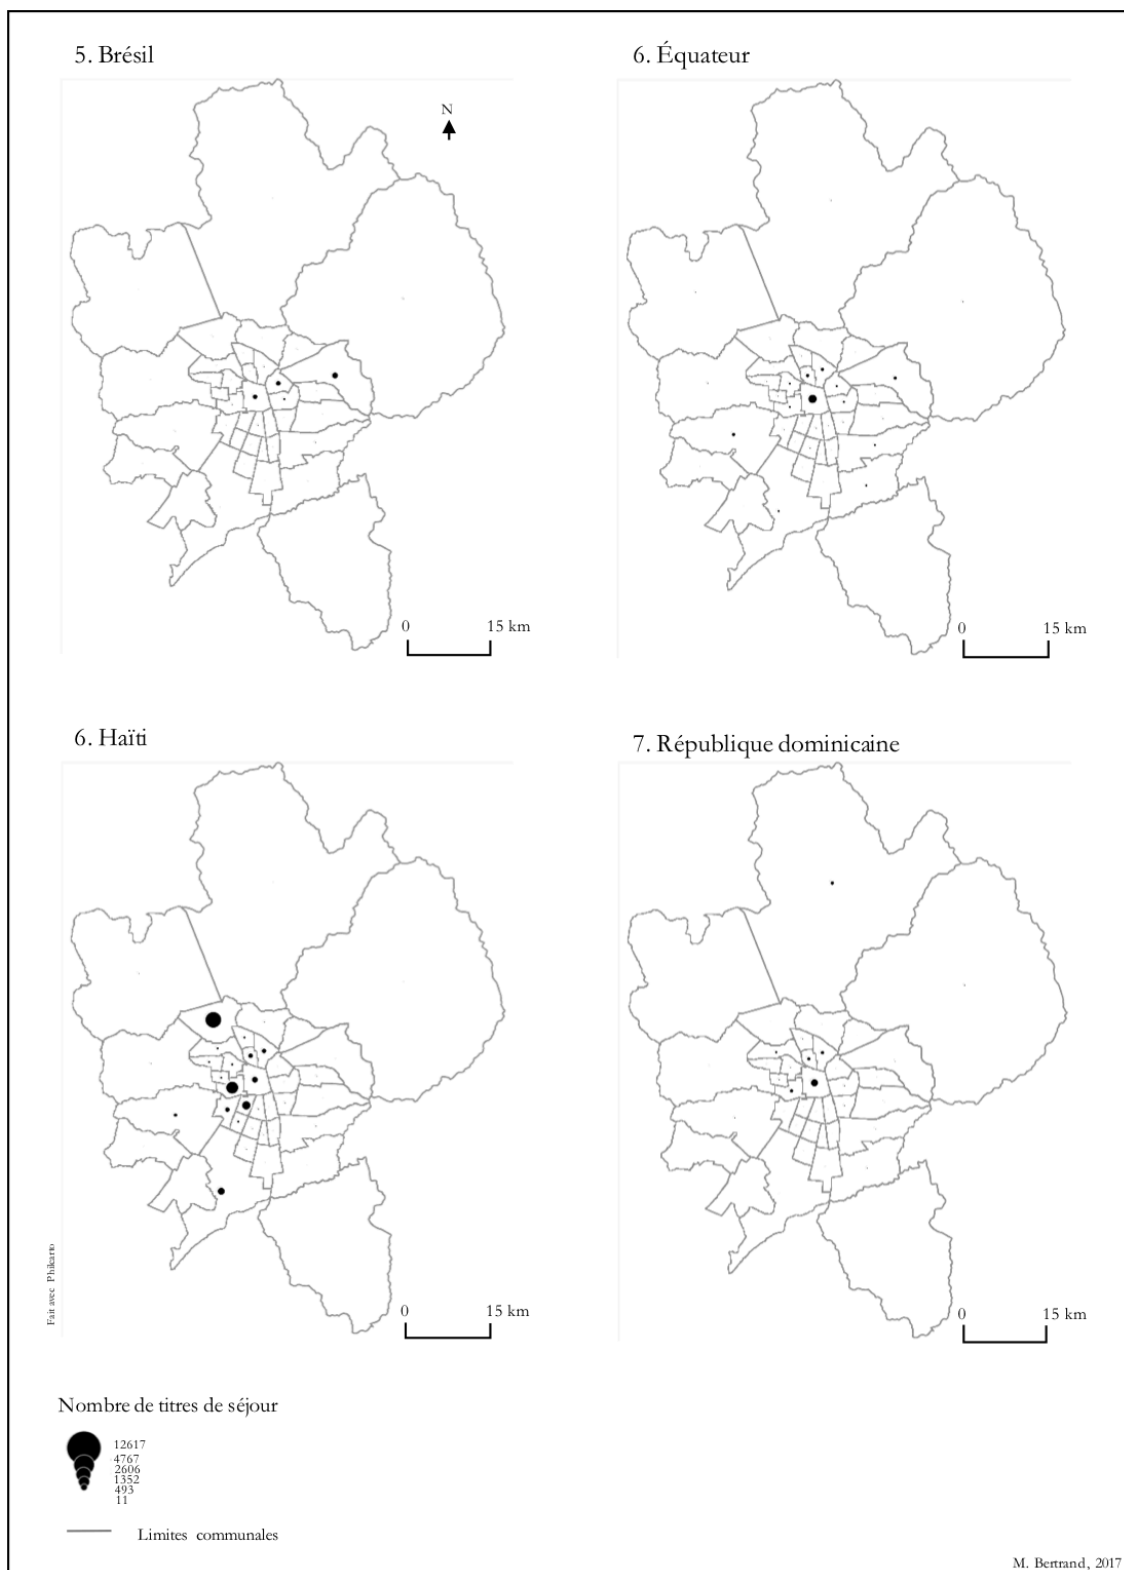 5. Brésil
6. Équateur
N
0 15 km
0 15 km
6. Haïti
7. République dominicaine
Fait avec Philcarto
0 15 km
0 15 km
Nombre de titres de séjour
12617
4767
2606
1352
493
11
Limites communales
M. Bertrand, 2017